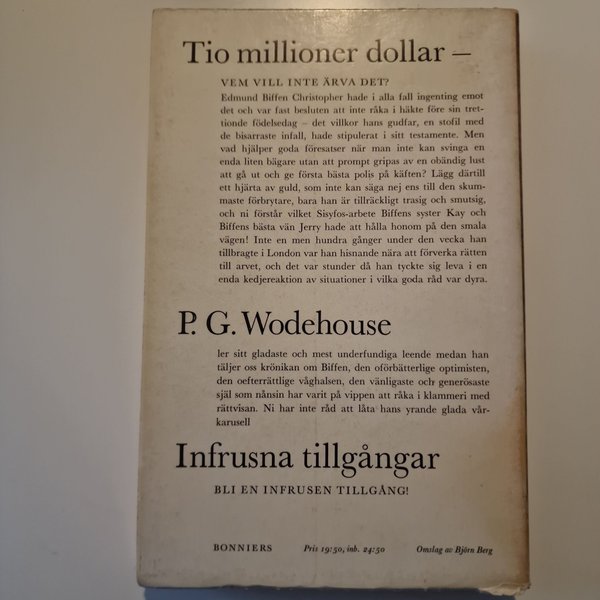 Tio millioner dollar –
VEM VILL INTE ÄRVA DET?
Edmund Biffen Christopher hade i alla fall ingenting emot
det och var fast besluten att inte råka i häkte före sin tret-
tionde födelsedag – det villkor hans gudfar, en stofil med
de bisarraste infall, hade stipulerat i sitt testamente. Men
vad hjälper goda föresatser när man inte kan svinga en
enda liten bägare utan att prompt gripas av en obändig lust
att gå ut och ge första bästa polis på käften? Lägg därtill
ett hjärta av guld, som inte kan säga nej ens till den skum-
maste förbrytare, bara han är tillräckligt trasig och smutsig,
och ni förstår vilket Sisyfos-arbete Biffens syster Kay och
Biffens bästa vän Jerry hade att hålla honom på den smala
vägen! Inte en men hundra gånger under den vecka han
tillbragte i London var han hisnande nära att förverka rätten
till arvet, och det var stunder då han tyckte sig leva i en
enda kedjereaktion av situationer i vilka goda råd var dyra.
P. G. Wodehouse
ler sitt gladaste och mest underfundiga leende medan han
täljer oss krönikan om Biffen, den oförbätterlige optimisten,
den oefterrättlige våghalsen, den vänligaste och generösaste
själ som nånsin har varit på vippen att råka i klammeri med
rättvisan. Ni har inte råd att låta hans yrande glada vår-
karusell
Infrusna tillgångar
BLI EN INFRUSEN TILLGÅNG!
BONNIERS Pris 19:50, inb. 24:50 Omslag av Björn Berg